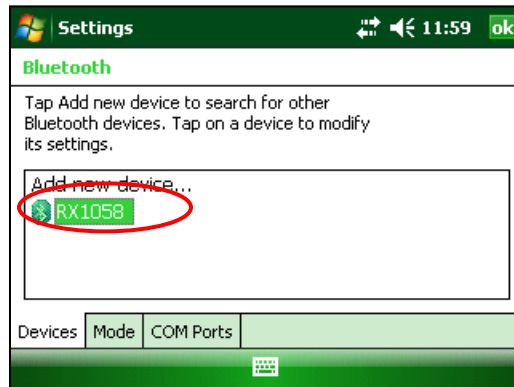 Settings 11:59 ok
Bluetooth
Tap Add new device to search for other
Bluetooth devices. Tap on a device to modify
its settings.
Add new device...
RX1058
Devices Mode COM Ports